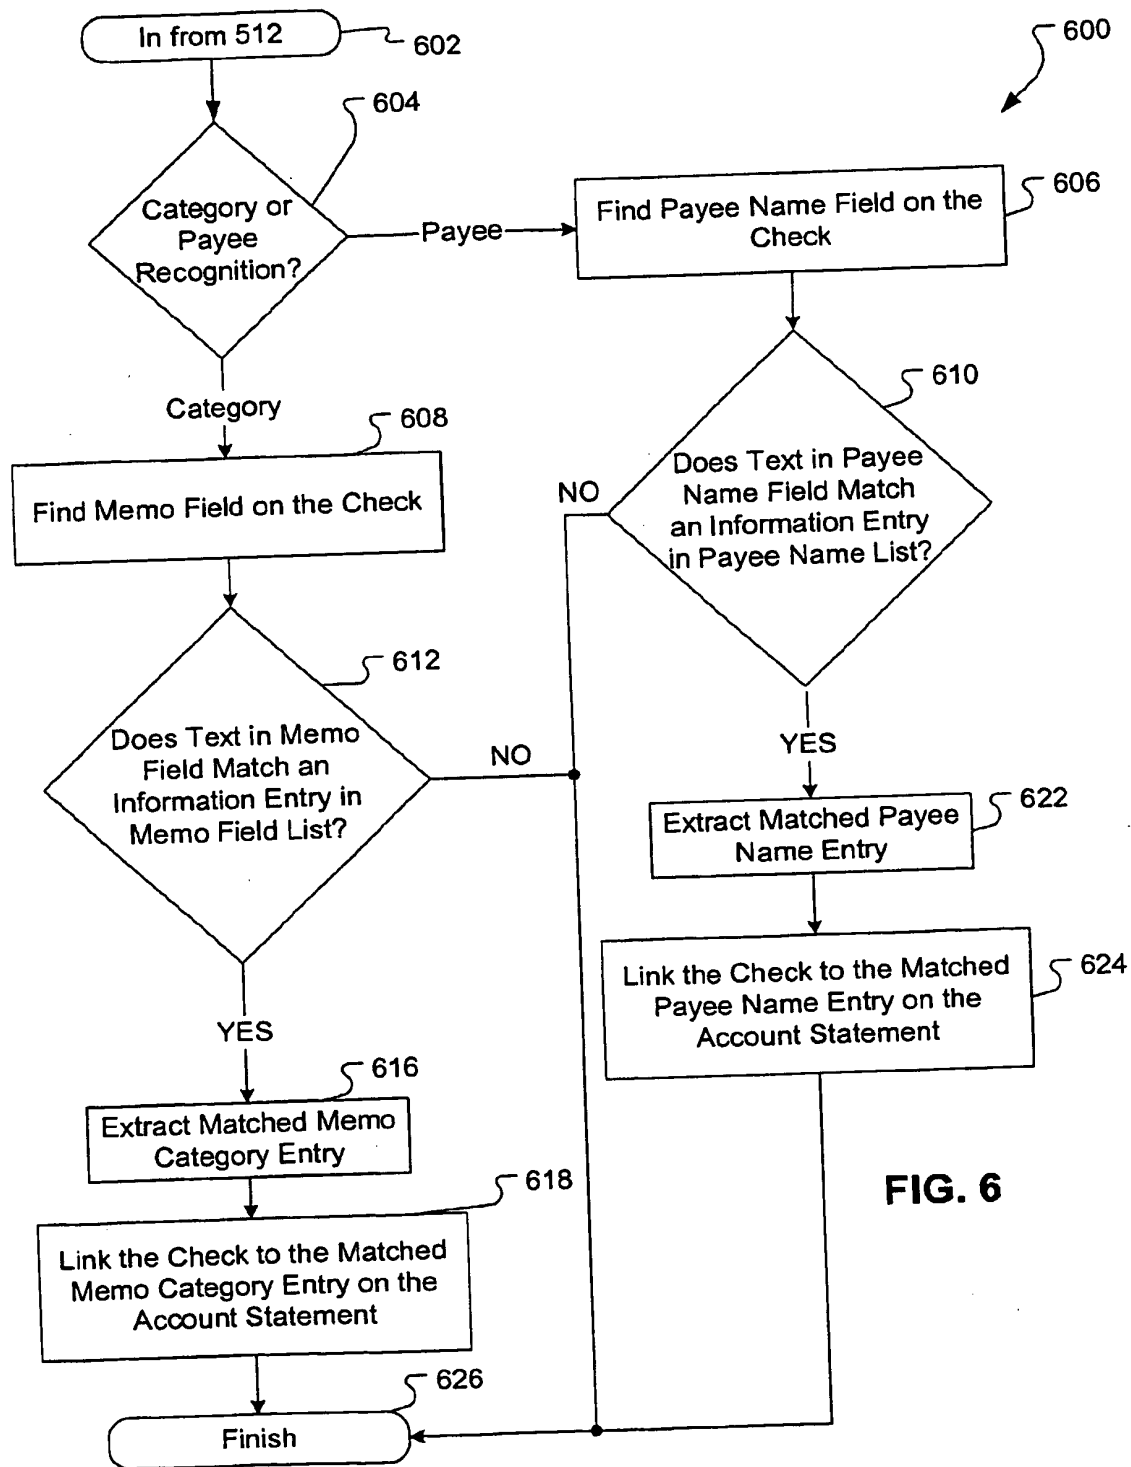 In from 512
602
600
604
Category or
Payee
Recognition?
Payee
606
Find Payee Name Field on the
Check
Category
608
Find Memo Field on the Check
610
Does Text in Payee
Name Field Match
an Information Entry
in Payee Name List?
NO
612
Does Text in Memo
Field Match an
Information Entry in
Memo Field List?
NO
YES
622
Extract Matched Payee
Name Entry
624
Link the Check to the Matched
Payee Name Entry on the
Account Statement
YES
616
Extract Matched Memo
Category Entry
618
Link the Check to the Matched
Memo Category Entry on the
Account Statement
626
Finish
FIG. 6